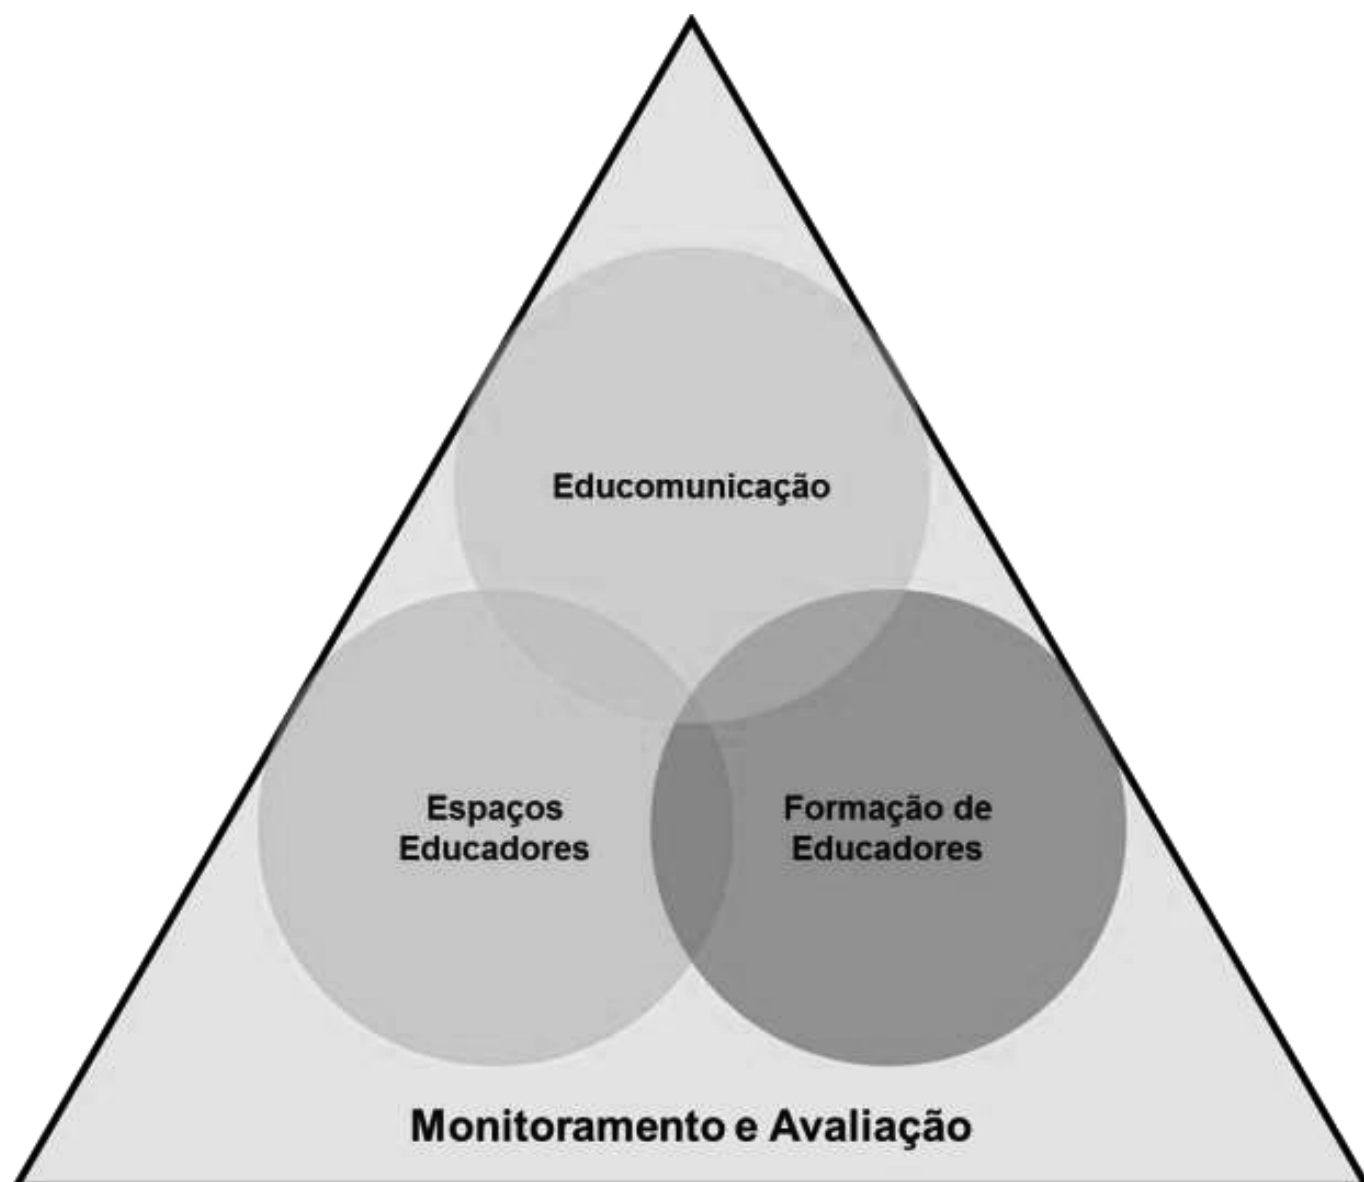 Educomunicação
Espaços
Educadores
Formação de
Educadores
Monitoramento e Avaliação